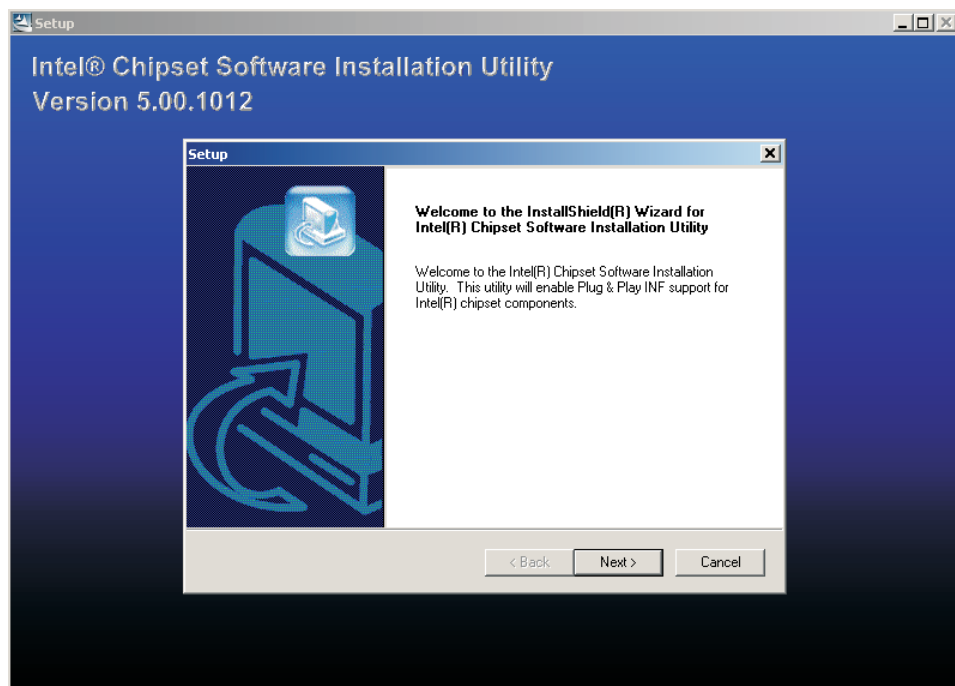 Setup
Intel® Chipset Software Installation Utility
Version 5.00.1012
Setup
Welcome to the InstallShield(R) Wizard for
Intel(R) Chipset Software Installation Utility
Welcome to the Intel(R) Chipset Software Installation
Utility. This utility will enable Plug & Play INF support for
Intel(R) chipset components.
< Back
Next >
Cancel